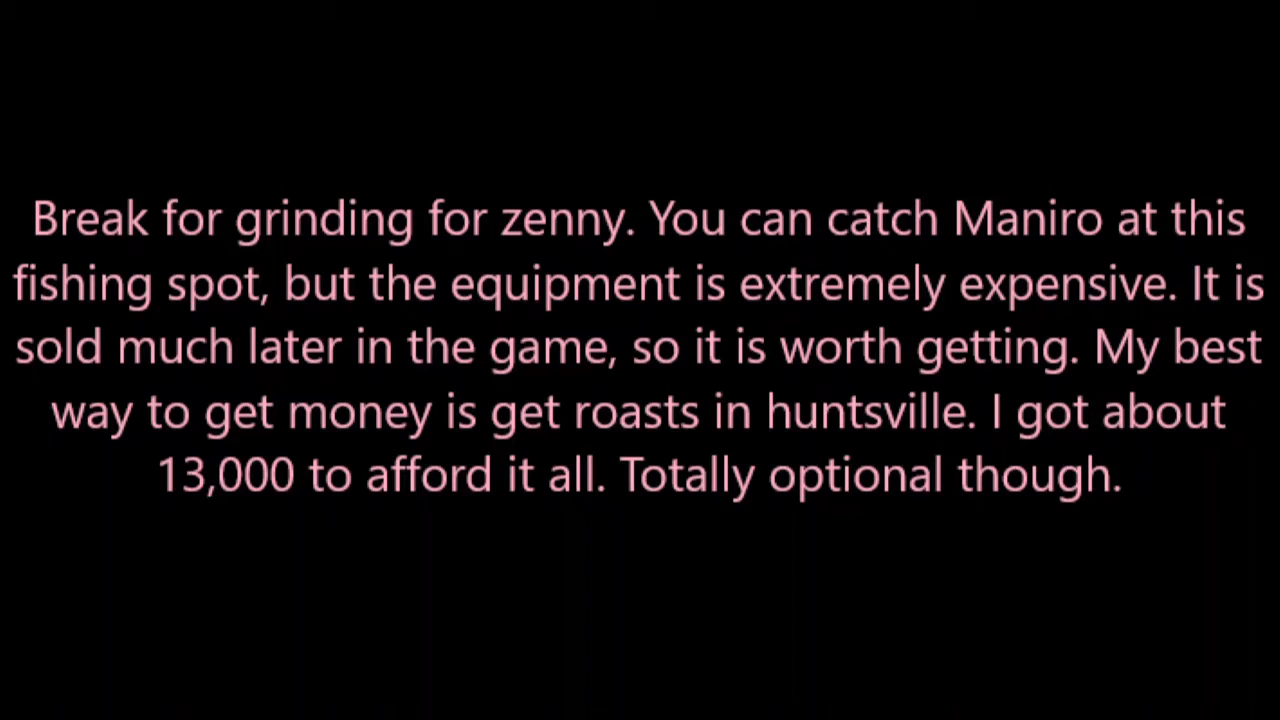 Break for grinding for zenny. You can catch Maniro at this
fishing spot, but the equipment is extremely expensive. It is
sold much later in the game, so it is worth getting. My best
way to get money is get roasts in huntsville. I got about
13,000 to afford it all. Totally optional though.